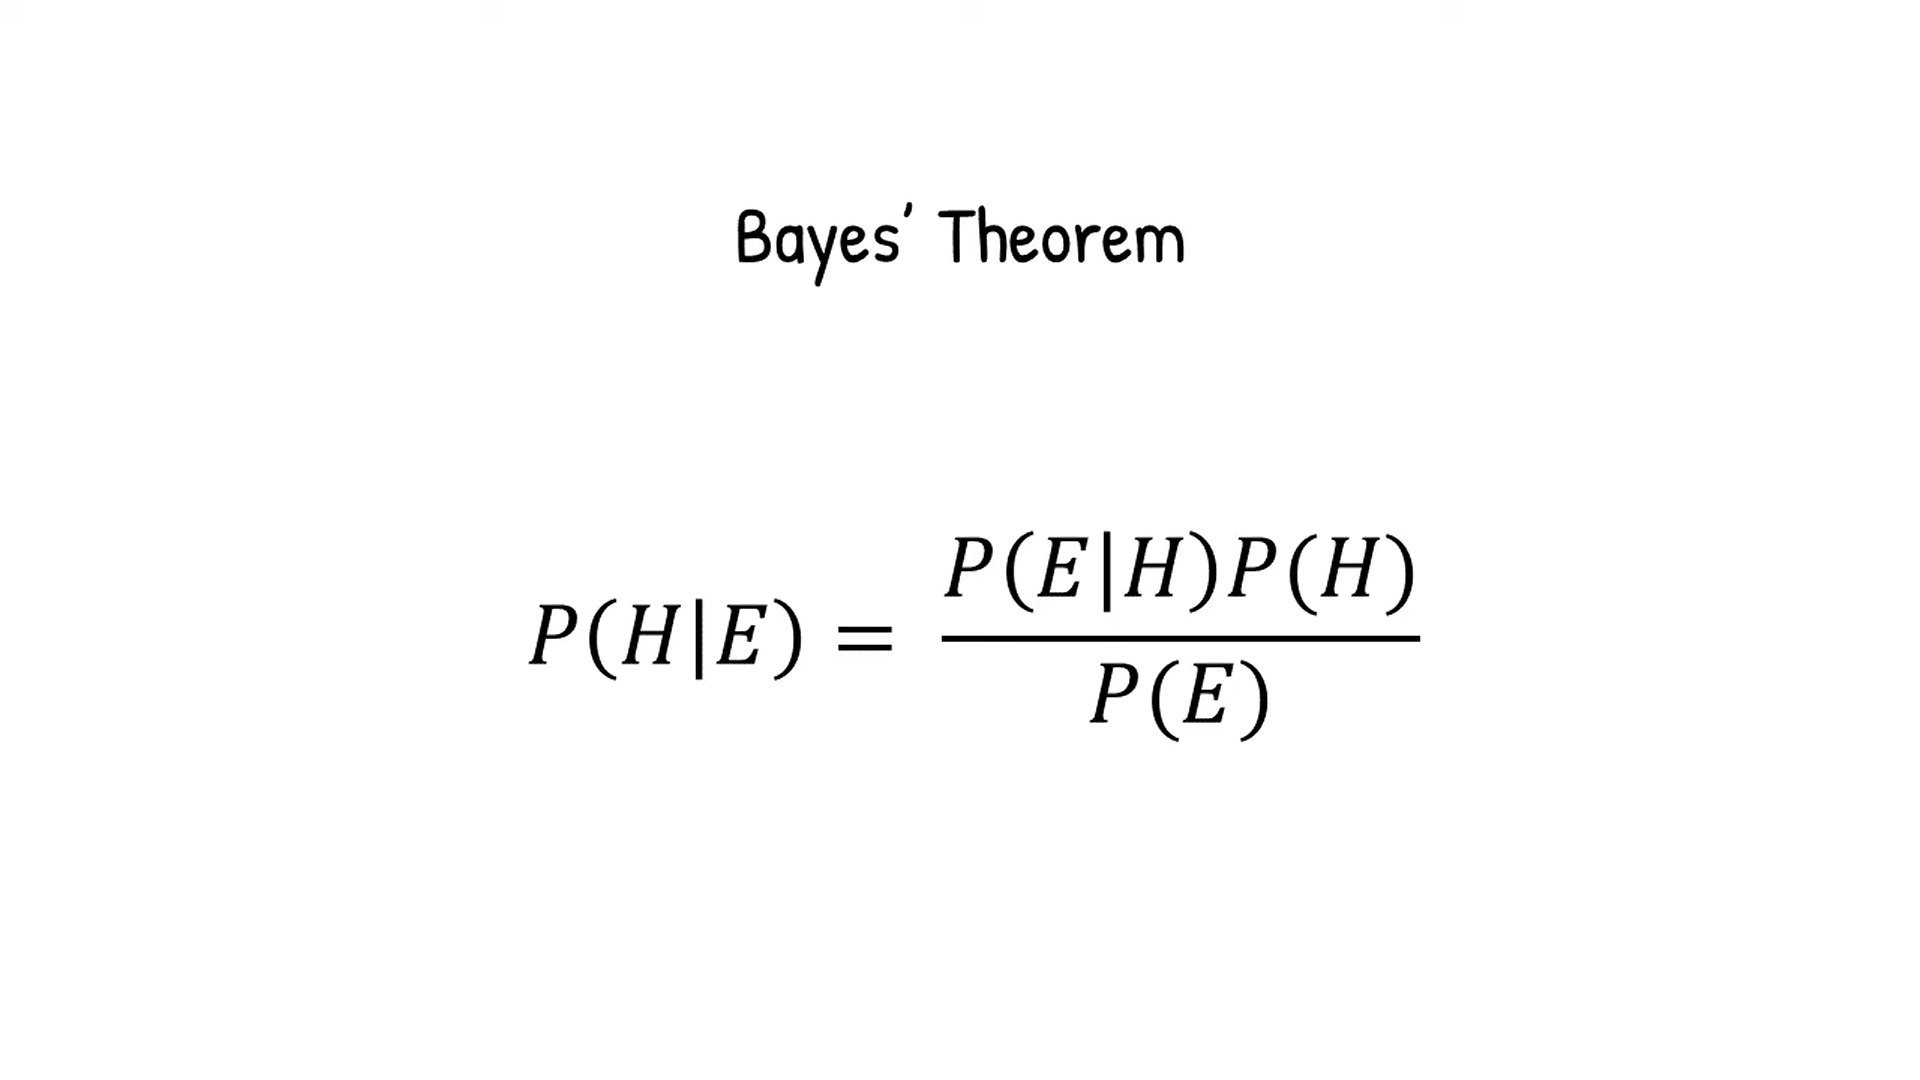 Bayes’ Theorem
P(H|E) = P(E|H)P(H) / P(E)